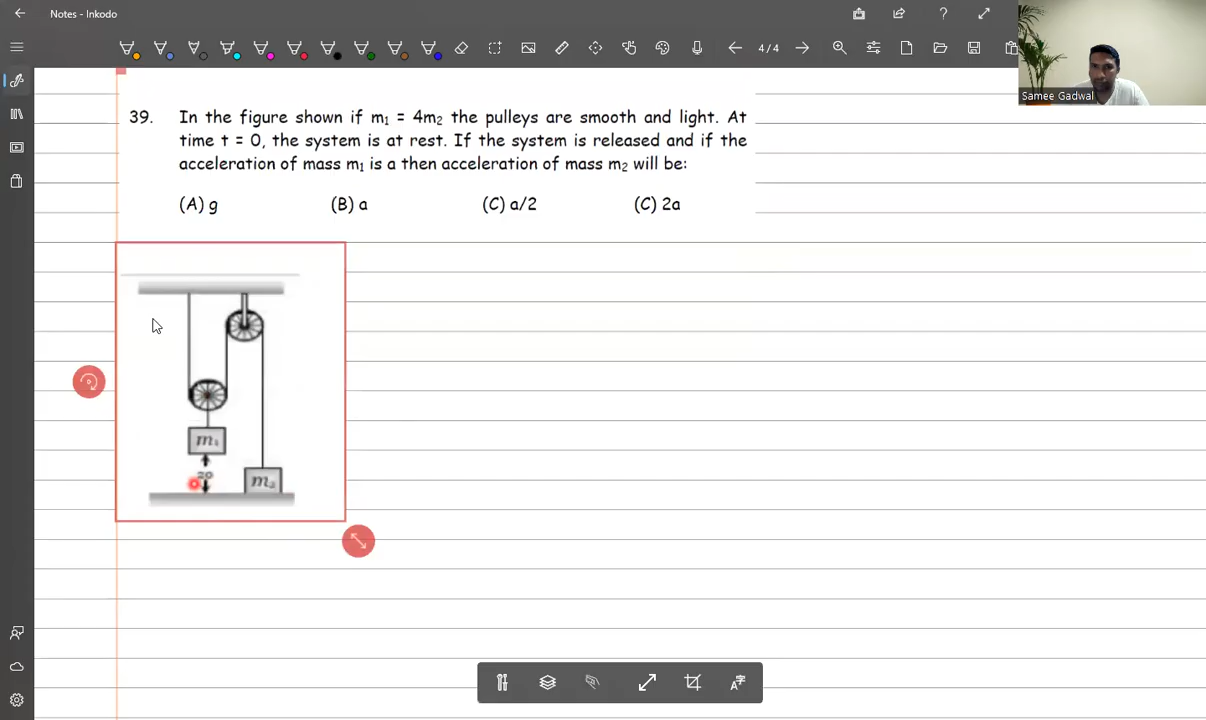 Notes - Inkodo
4 / 4
Samee Gadwal
39. In the figure shown if m₁ = 4m₂ the pulleys are smooth and light. At
time t = 0, the system is at rest. If the system is released and if the
acceleration of mass m₁ is a then acceleration of mass m₂ will be:
(A) g (B) a (C) a/2 (C) 2a
m₁
20
m₂